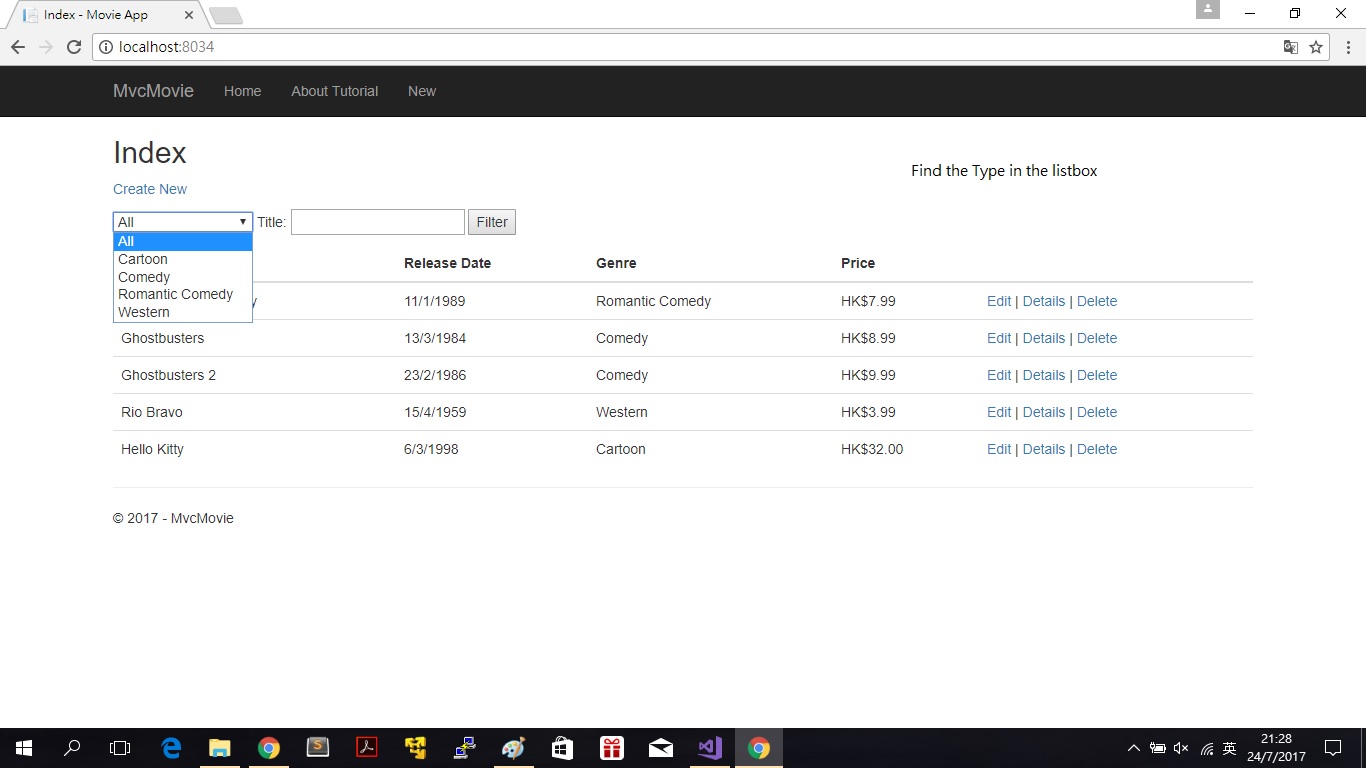 Index - Movie App
localhost:8034
MvcMovie Home About Tutorial New
Index
Find the Type in the listbox
Create New
All Title: Filter
All
Cartoon
Comedy
Romantic Comedy
Western
Release Date Genre Price
11/1/1989 Romantic Comedy HK$7.99 Edit | Details | Delete
Ghostbusters 13/3/1984 Comedy HK$8.99 Edit | Details | Delete
Ghostbusters 2 23/2/1986 Comedy HK$9.99 Edit | Details | Delete
Rio Bravo 15/4/1959 Western HK$3.99 Edit | Details | Delete
Hello Kitty 6/3/1998 Cartoon HK$32.00 Edit | Details | Delete
© 2017 - MvcMovie
英
21:28
24/7/2017